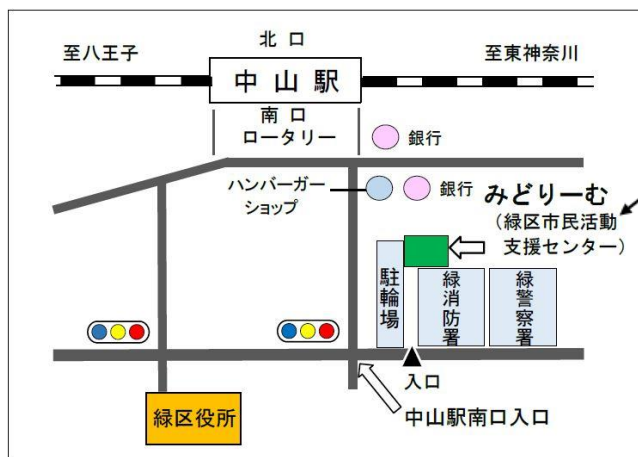 北 口
至八王子
至東神奈川
中 山 駅
南 口
ロータリー
銀行
ハンバーガー
ショップ
銀行
みどりーむ
（緑区市民活動
支援センター）
駐輪場
緑消防署
緑警察署
入口
緑区役所
中山駅南口入口